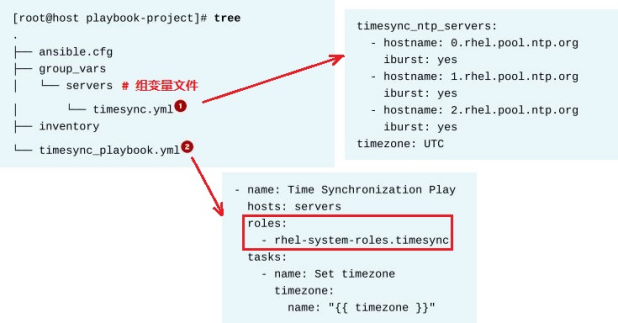 [root@host playbook-project]# tree
.
├── ansible.cfg
├── group_vars
│   └── servers # 组变量文件
│       └── timesync.yml 1
├── inventory
└── timesync_playbook.yml 2
timesync_ntp_servers:
  - hostname: 0.rhel.pool.ntp.org
    iburst: yes
  - hostname: 1.rhel.pool.ntp.org
    iburst: yes
  - hostname: 2.rhel.pool.ntp.org
    iburst: yes
timezone: UTC
- name: Time Synchronization Play
  hosts: servers
  roles:
    - rhel-system-roles.timesync
  tasks:
    - name: Set timezone
      timezone:
        name: "{{ timezone }}"